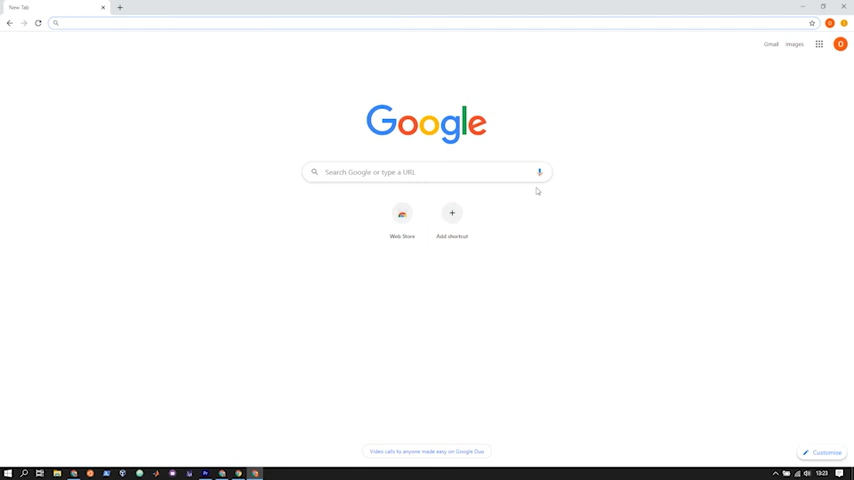 New Tab
Gmail Images
O
Google
Search Google or type a URL
Web Store
Add shortcut
Video calls to anyone made easy on Google Duo
Customise
13:23